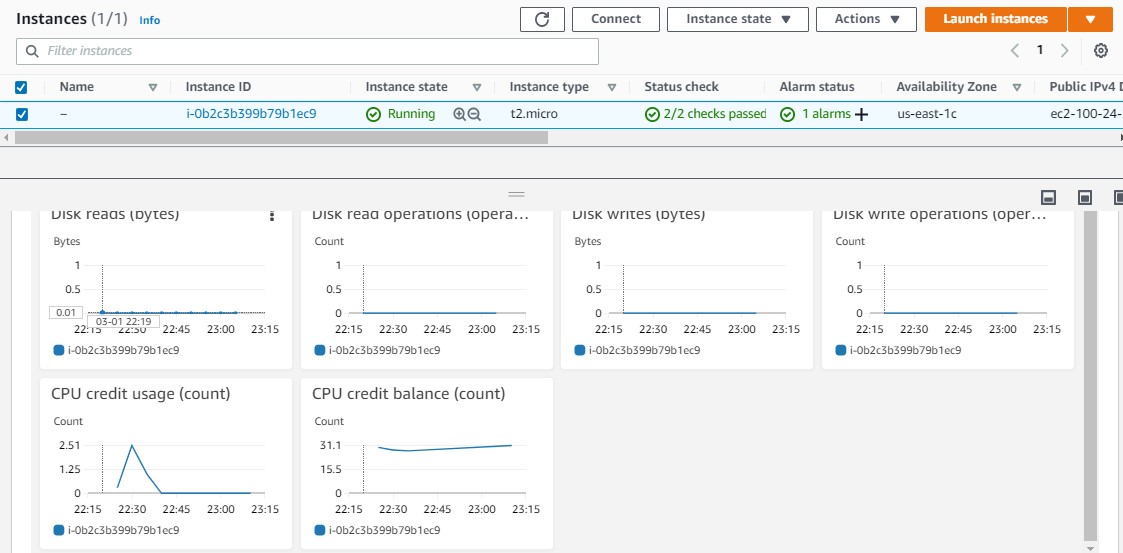 Instances (1/1) Info
Connect Instance state Actions Launch instances
Filter instances
1
Name Instance ID Instance state Instance type Status check Alarm status Availability Zone Public IPv4 D
– i-0b2c3b399b79b1ec9 Running t2.micro 2/2 checks passed 1 alarms us-east-1c ec2-100-24-
Disk reads (bytes) Disk read operations (opera... Disk writes (bytes) Disk write operations (oper...
Bytes Count Bytes Count
1 1 1 1
0.5 0.5 0.5 0.5
0.01 0 0 0
03-01 22:19
22:15 22:30 22:45 23:00 23:15 22:15 22:30 22:45 23:00 23:15 22:15 22:30 22:45 23:00 23:15 22:15 22:30 22:45 23:00 23:15
i-0b2c3b399b79b1ec9 i-0b2c3b399b79b1ec9 i-0b2c3b399b79b1ec9 i-0b2c3b399b79b1ec9
CPU credit usage (count) CPU credit balance (count)
Count Count
2.51 31.1
1.25 15.5
0 0
22:15 22:30 22:45 23:00 23:15 22:15 22:30 22:45 23:00 23:15
i-0b2c3b399b79b1ec9 i-0b2c3b399b79b1ec9